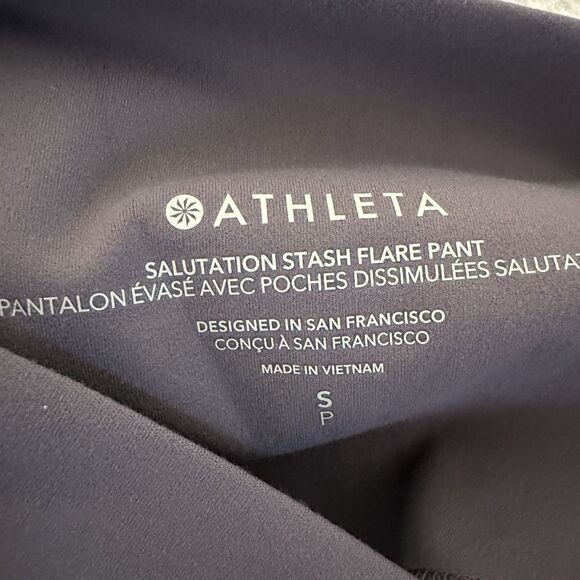 ATHLETA
SALUTATION STASH FLARE PANT
PANTALON ÉVASÉ AVEC POCHES DISSIMULÉES
DESIGNED IN SAN FRANCISCO
CONÇU À SAN FRANCISCO
MADE IN VIETNAM
S
P